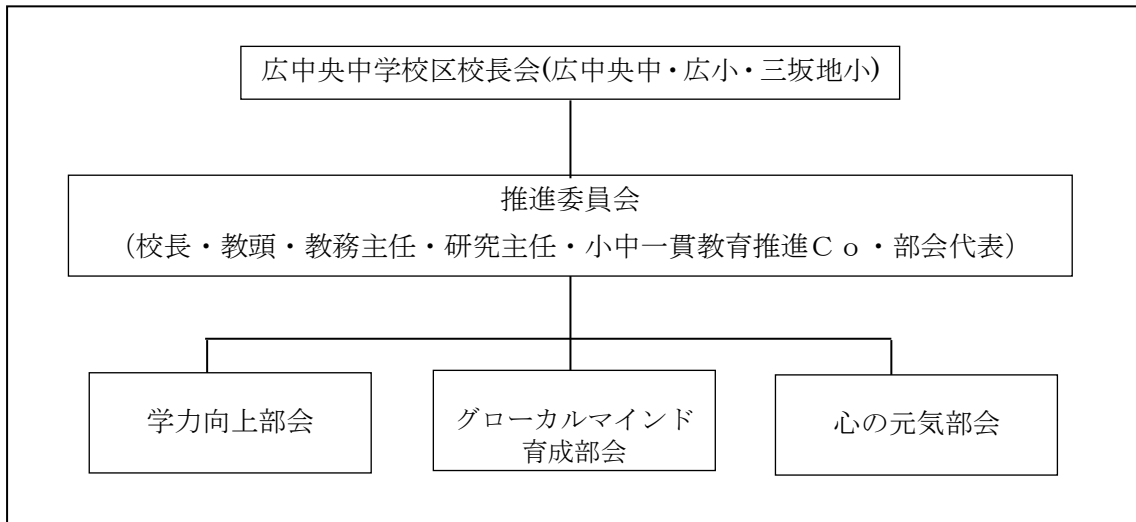 広中央中学校区校長会(広中央中・広小・三坂地小)
推進委員会
（校長・教頭・教務主任・研究主任・小中一貫教育推進Ｃｏ・部会代表）
学力向上部会
グローカルマインド
育成部会
心の元気部会